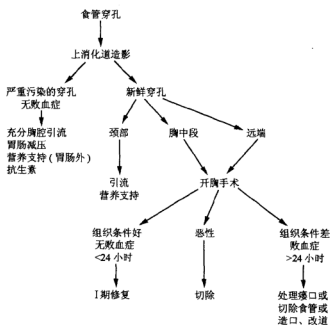 食管穿孔
上消化道造影
严重污染的穿孔
无败血症
新鲜穿孔
充分胸腔引流
胃肠减压
营养支持（胃肠外）
抗生素
颈部
胸中段
远端
引流
营养支持
开胸手术
组织条件好
无败血症
<24 小时
恶性
组织条件差
败血症
>24 小时
I 期修复
切除
处理瘘口或
切除食管或
造口、改道